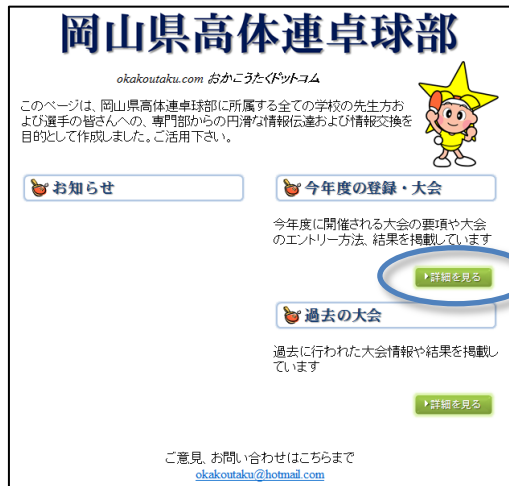 岡山県高体連卓球部
okakoutaku.com おかこうたくドットコム
このページは、岡山県高体連卓球部に所属する全ての学校の先生方お
よび選手の皆さんへの、専門部からの円滑な情報伝達および情報交換を
目的として作成しました。ご活用下さい。
お知らせ
今年度の登録・大会
今年度に開催される大会の要項や大会
のエントリー方法、結果を掲載しています
詳細を見る
過去の大会
過去に行われた大会情報や結果を掲載し
ています
詳細を見る
ご意見、お問い合わせはこちらまで
okakoutaku@hotmail.com